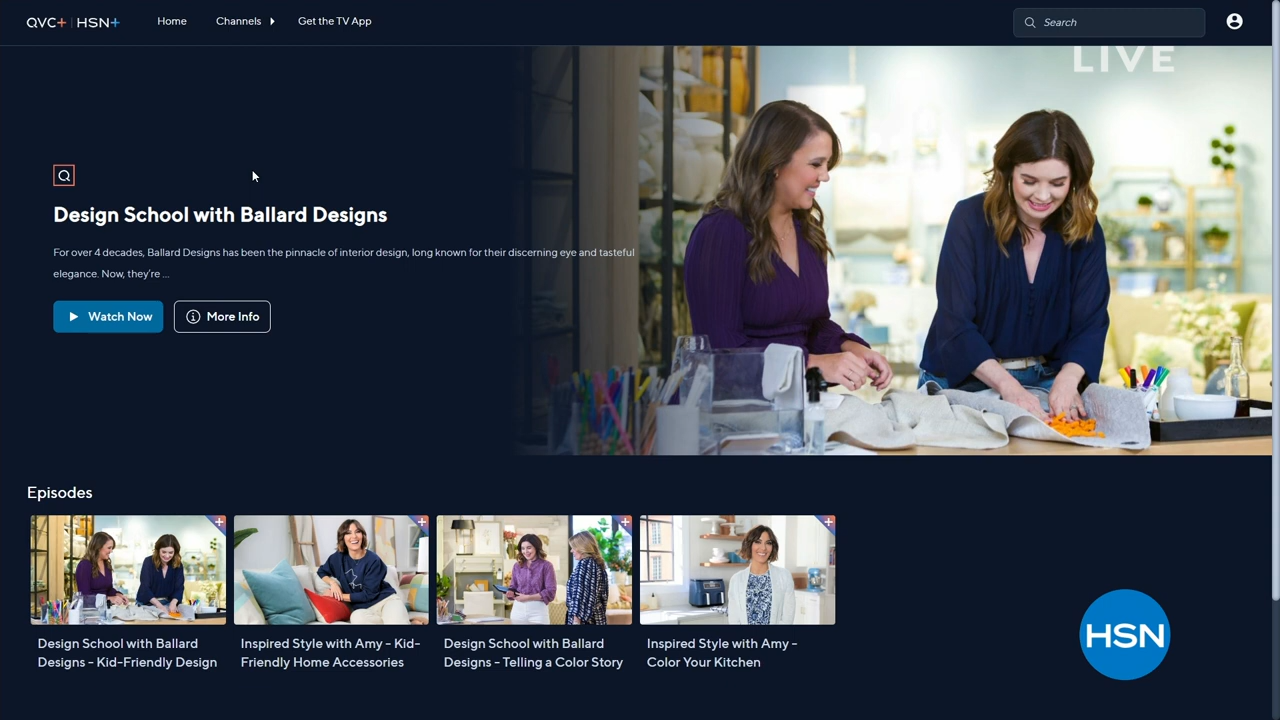 QVC+ | HSN+
Home
Channels
Get the TV App
Search
LIVE
Q
Design School with Ballard Designs
For over 4 decades, Ballard Designs has been the pinnacle of interior design, long known for their discerning eye and tasteful
elegance. Now, they're ...
Watch Now
More Info
Episodes
Design School with Ballard
Designs - Kid-Friendly Design
Inspired Style with Amy - Kid-
Friendly Home Accessories
Design School with Ballard
Designs - Telling a Color Story
Inspired Style with Amy -
Color Your Kitchen
HSN